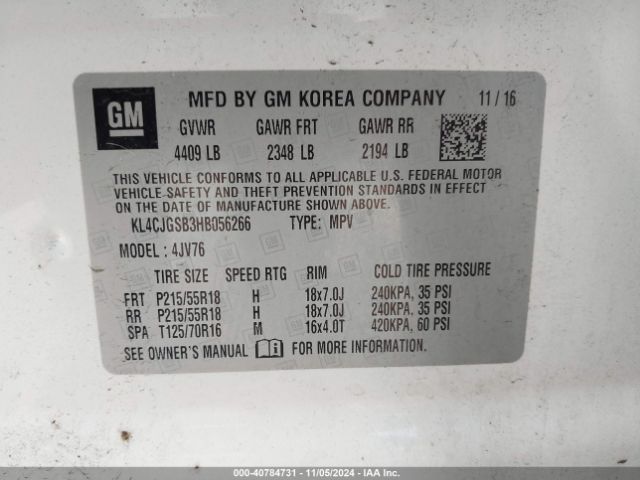 GM
MFD BY GM KOREA COMPANY 11/16
GVWR GAWR FRT GAWR RR
4409 LB 2348 LB 2194 LB
THIS VEHICLE CONFORMS TO ALL APPLICABLE U.S. FEDERAL MOTOR
VEHICLE SAFETY AND THEFT PREVENTION STANDARDS IN EFFECT
ON THE DATE OF MANUFACTURE SHOWN ABOVE.
KL4CJGSB3HB056266 TYPE: MPV
MODEL: 4JV76
TIRE SIZE SPEED RTG RIM COLD TIRE PRESSURE
FRT P215/55R18 H 18x7.0J 240KPA, 35 PSI
RR P215/55R18 H 18x7.0J 240KPA, 35 PSI
SPA T125/70R16 M 16x4.0T 420KPA, 60 PSI
SEE OWNER'S MANUAL FOR MORE INFORMATION.
000-40784731 - 11/05/2024 - IAA Inc.